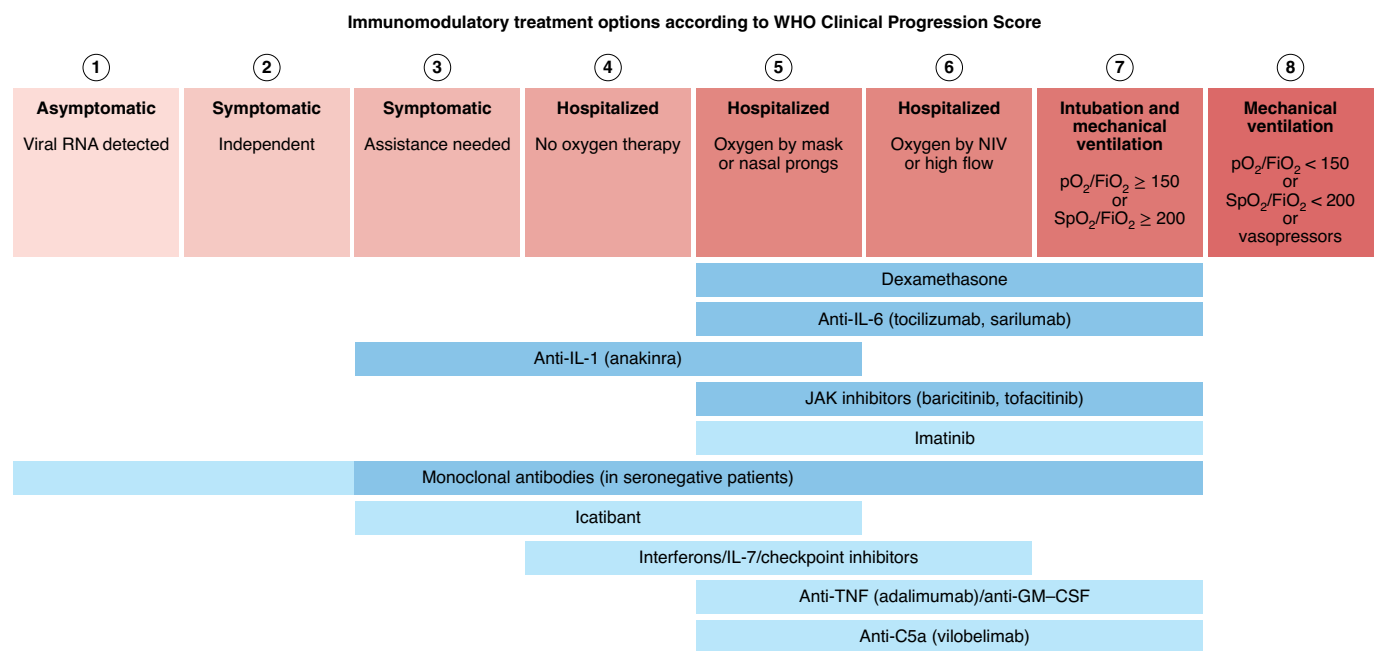 Immunomodulatory treatment options according to WHO Clinical Progression Score
1
2
3
4
5
6
7
8
Asymptomatic
Viral RNA detected
Symptomatic
Independent
Symptomatic
Assistance needed
Hospitalized
No oxygen therapy
Hospitalized
Oxygen by mask
or nasal prongs
Hospitalized
Oxygen by NIV
or high flow
Intubation and
mechanical
ventilation
pO₂/FiO₂ ≥ 150
or
SpO₂/FiO₂ ≥ 200
Mechanical
ventilation
pO₂/FiO₂ < 150
or
SpO₂/FiO₂ < 200
or
vasopressors
Dexamethasone
Anti-IL-6 (tocilizumab, sarilumab)
Anti-IL-1 (anakinra)
JAK inhibitors (baricitinib, tofacitinib)
Imatinib
Monoclonal antibodies (in seronegative patients)
Icatibant
Interferons/IL-7/checkpoint inhibitors
Anti-TNF (adalimumab)/anti-GM–CSF
Anti-C5a (vilobelimab)